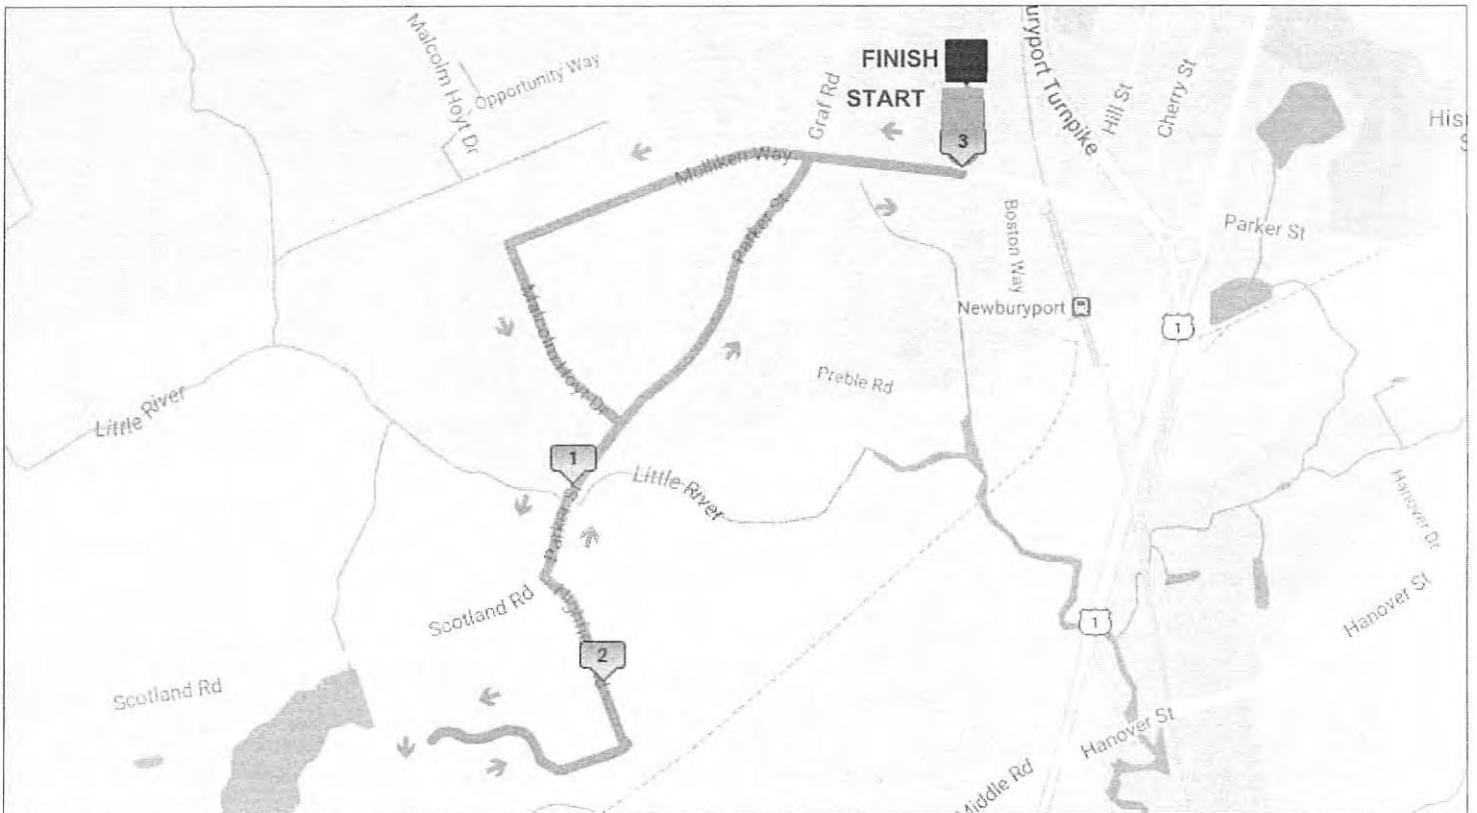 Malcolm Hoyt Dr
Opportunity Way
FINISH
START
3
Graf Rd
uryport Turnpike
Hill St
Cherry St
His
Mulliken Way
Parker St
Boston Way
Parker St
Newburyport
1
Malcolm Hoyt Dr
Preble Rd
Little River
1
Little River
Parker St
Hanover Dr
Scotland Rd
Hanover St
1
2
Scotland Rd
Hanover St
Middle Rd